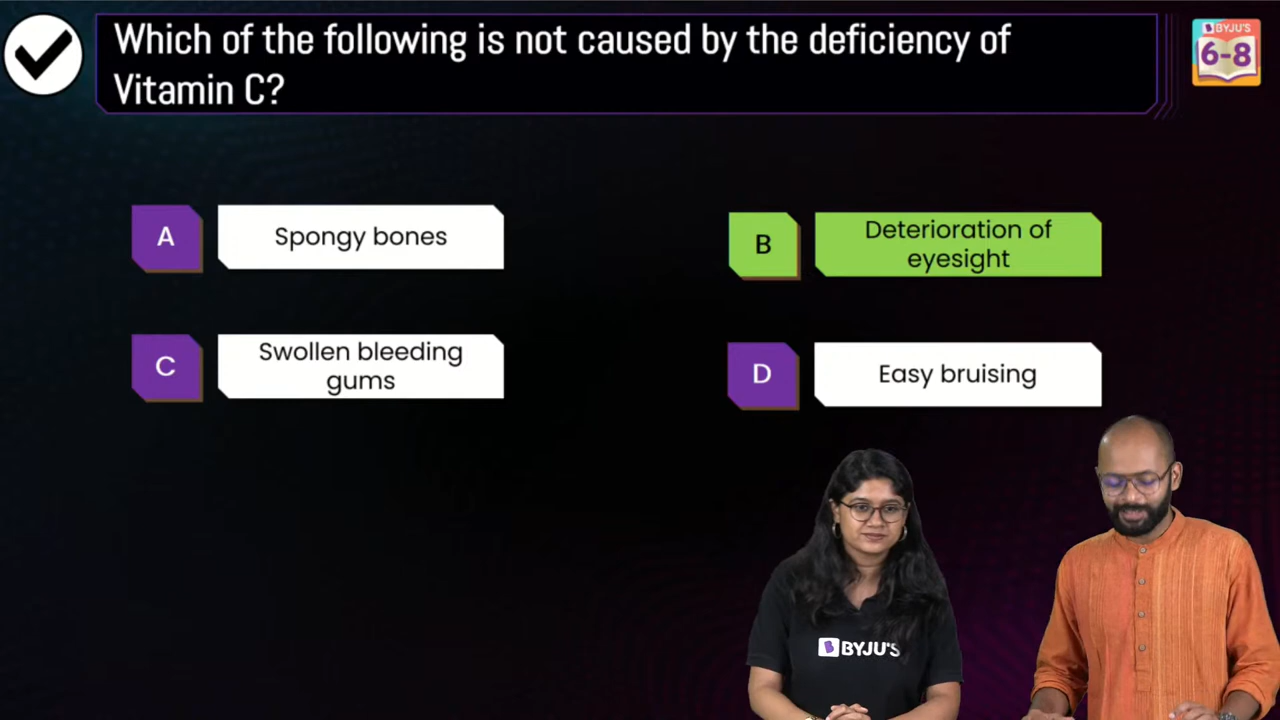 Which of the following is not caused by the deficiency of
Vitamin C?
BYJU'S
6-8
A
Spongy bones
B
Deterioration of
eyesight
C
Swollen bleeding
gums
D
Easy bruising
BYJU'S